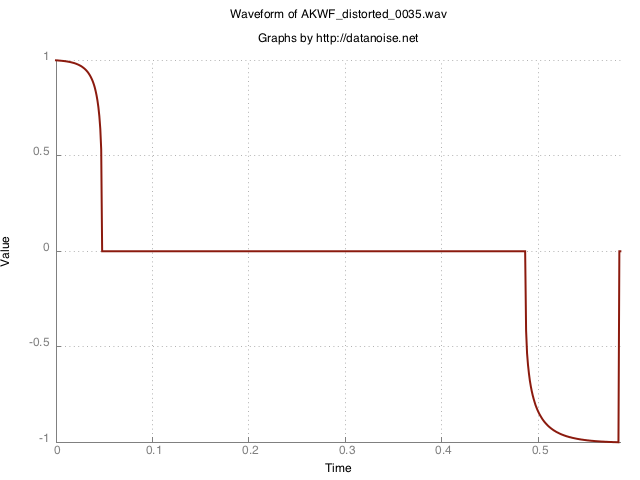 Waveform of AKWF_distorted_0035.wav
Graphs by http://datanoise.net
1
0.5
0
-0.5
-1
Value
0
0.1
0.2
0.3
0.4
0.5
Time